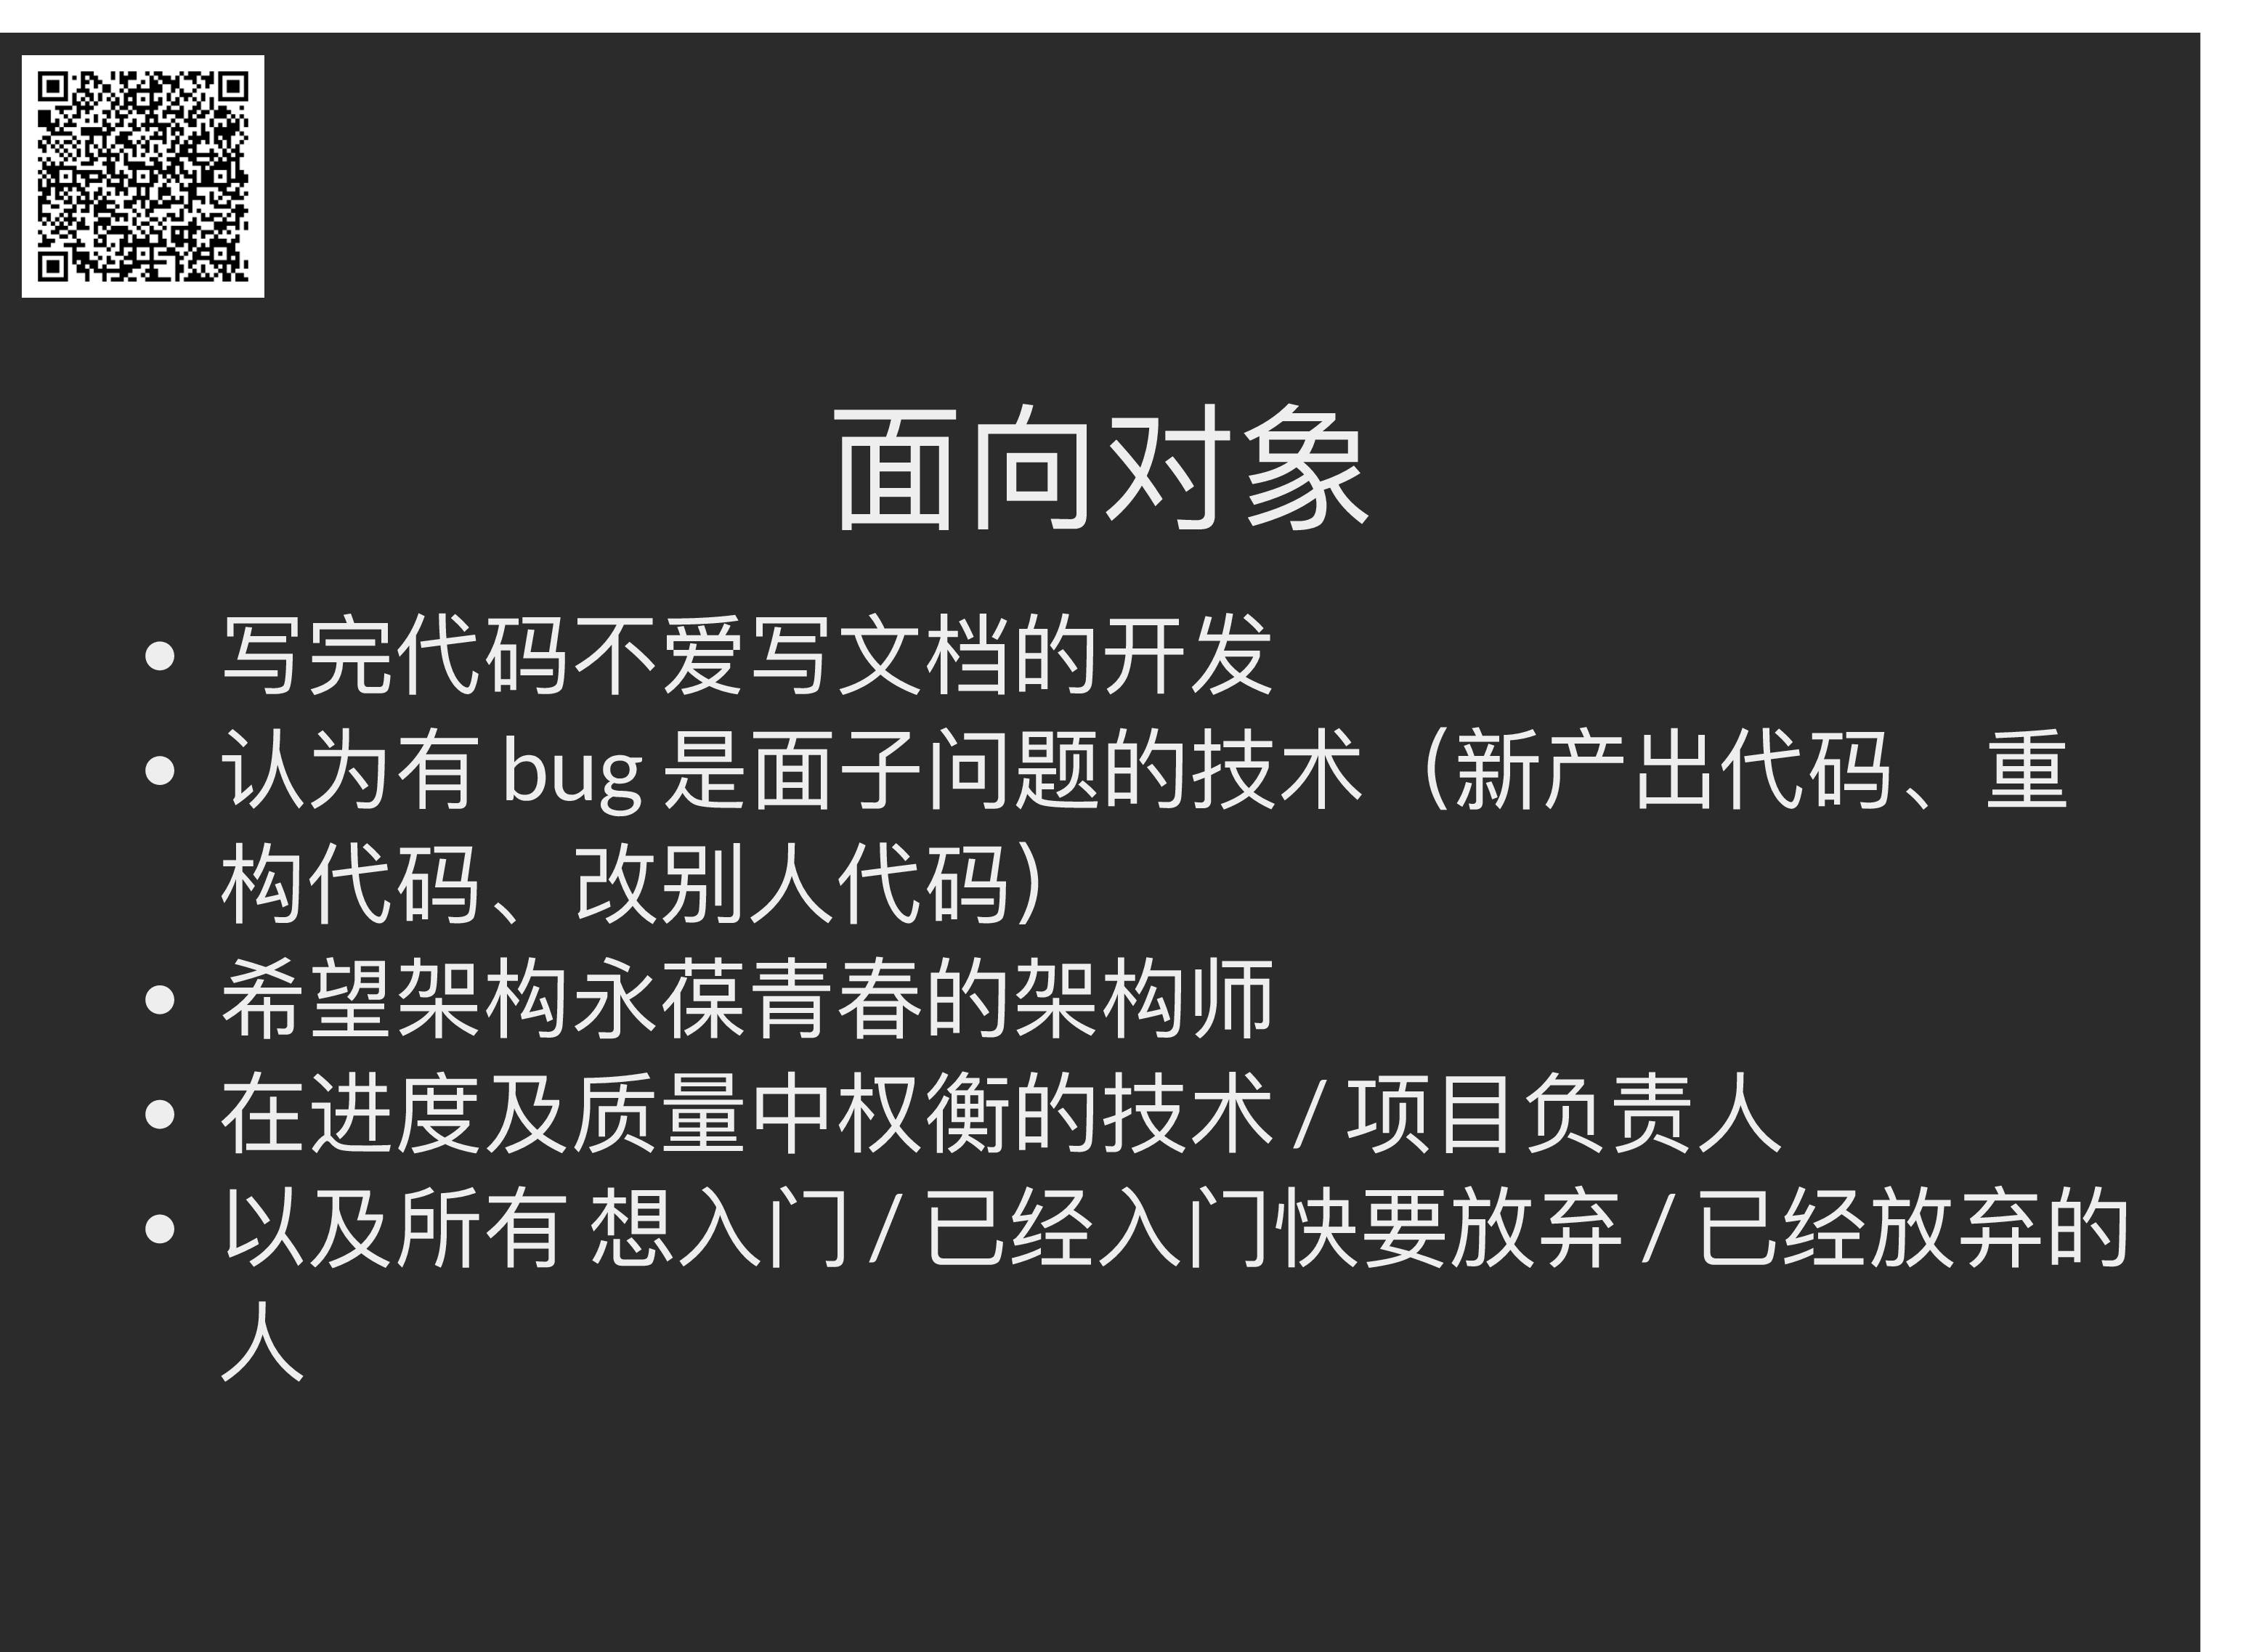 面向对象
• 写完代码不爱写文档的开发
• 认为有 bug 是面子问题的技术（新产出代码、重
构代码、改别人代码）
• 希望架构永葆青春的架构师
• 在进度及质量中权衡的技术 / 项目负责人
• 以及所有想入门 / 已经入门快要放弃 / 已经放弃的
人